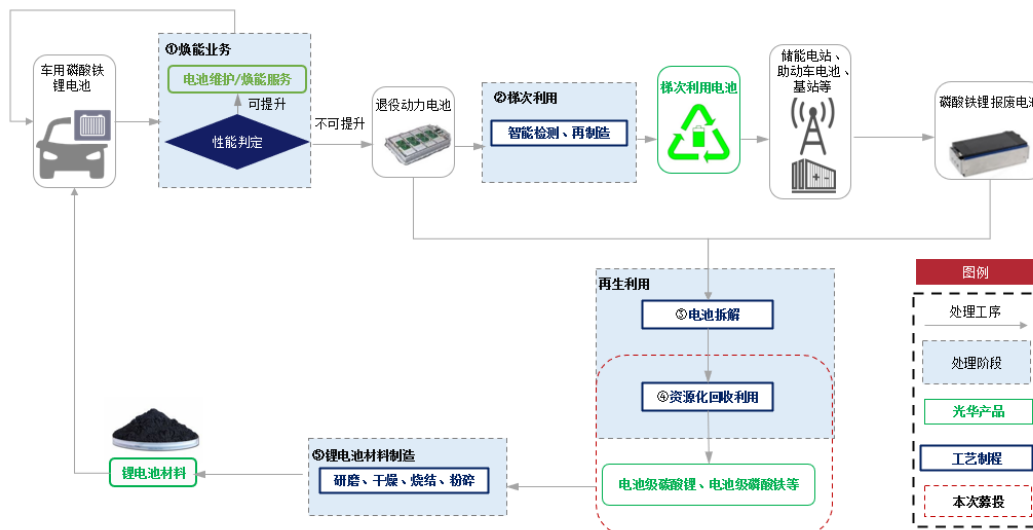 车用磷酸铁
锂电池
①焕能业务
电池维护/焕能服务
可提升
性能判定
不可提升
退役动力电池
②梯次利用
智能检测、再制造
梯次利用电池
储能电站、
助动车电池、
基站等
磷酸铁锂报废电池
再生利用
③电池拆解
④资源化回收利用
电池级碳酸锂、电池级磷酸铁等
⑤锂电池材料制造
研磨、干燥、烧结、粉碎
锂电池材料
图例
处理工序
处理阶段
光华产品
工艺制程
本次募投